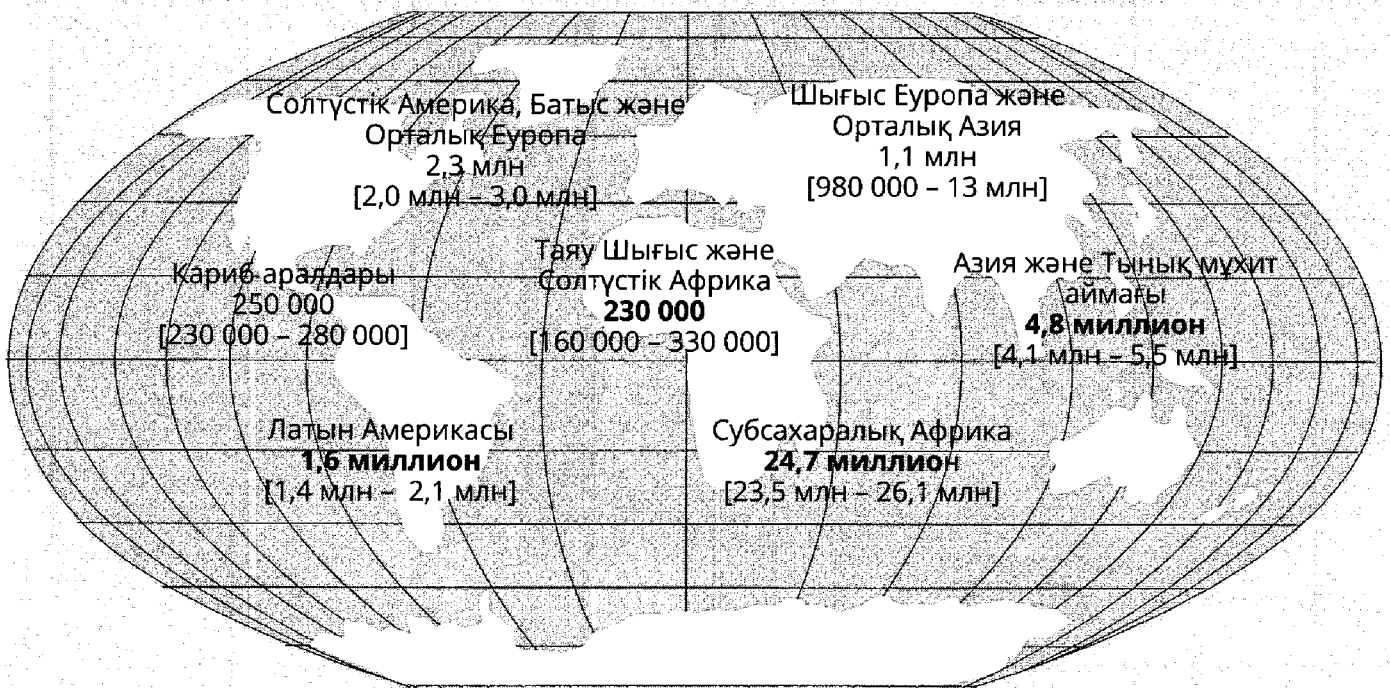 Солтүстік Америка, Батыс және
Орталық Еуропа
2,3 млн
[2,0 млн – 3,0 млн]
Шығыс Еуропа және
Орталық Азия
1,1 млн
[980 000 – 13 млн]
Кариб аралдары
250 000
[230 000 – 280 000]
Таяу Шығыс және
Солтүстік Африка
230 000
[160 000 – 330 000]
Азия және Тынық мұхит
аймағы
4,8 миллион
[4,1 млн – 5,5 млн]
Латын Америкасы
1,6 миллион
[1,4 млн – 2,1 млн]
Субсахаралық Африка
24,7 миллион
[23,5 млн – 26,1 млн]